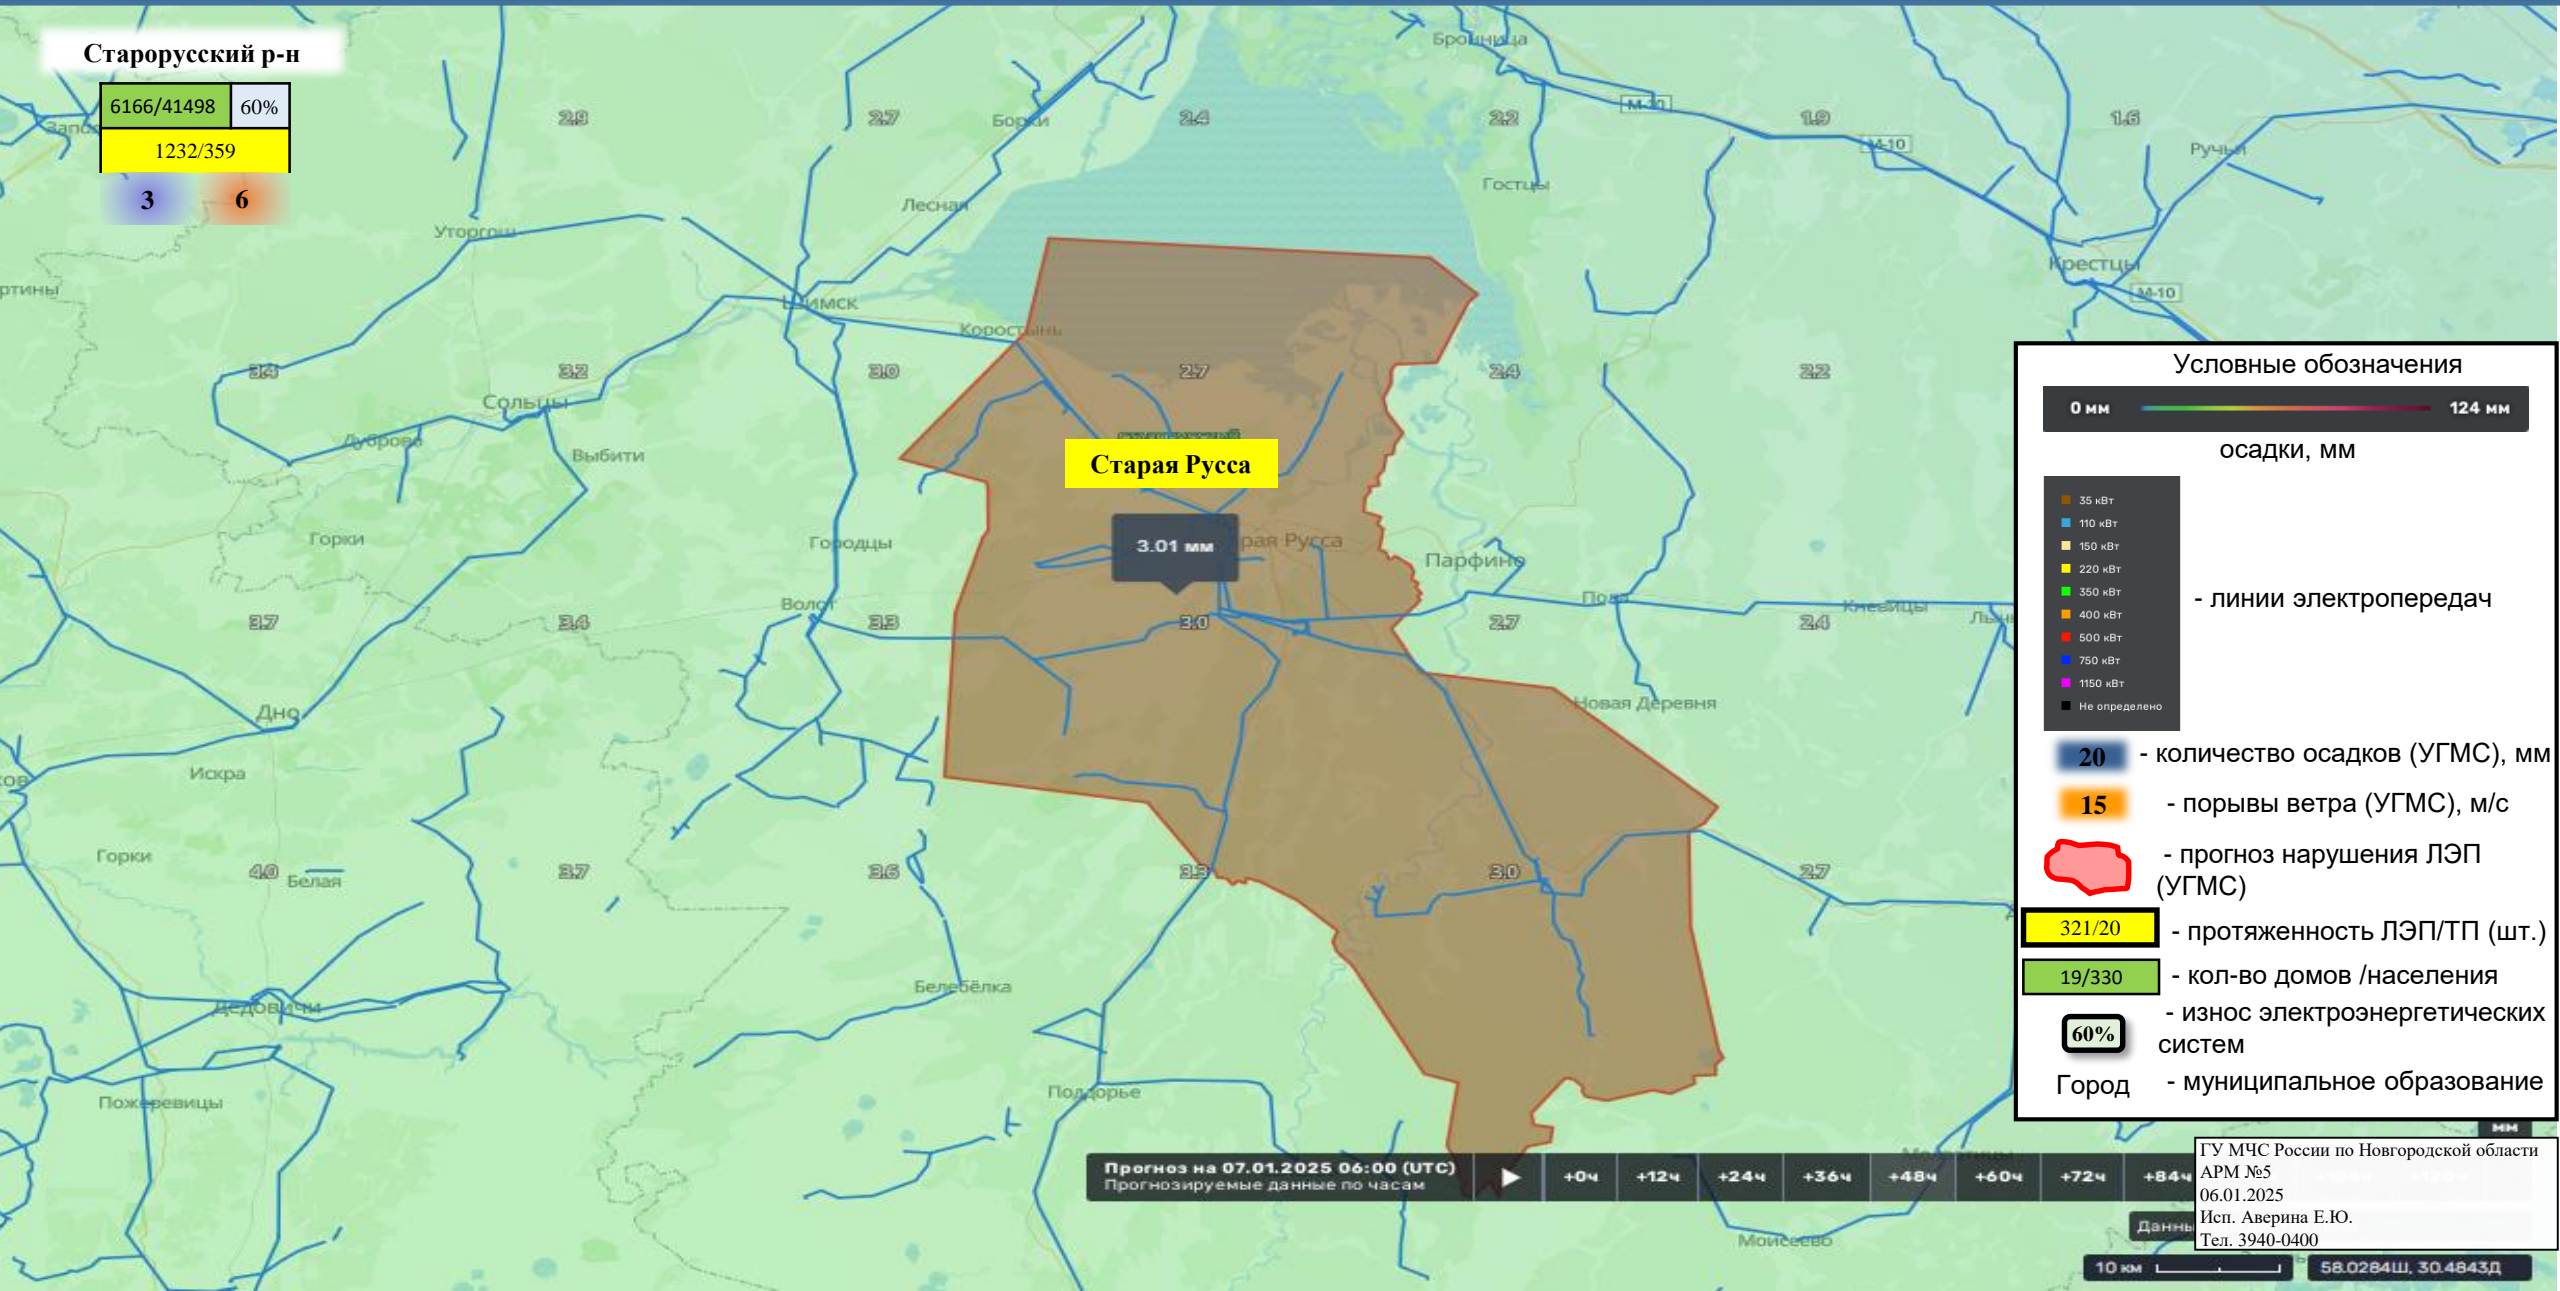 Старорусский р-н
6166/41498 60%
1232/359
3 6
Бронница
М-10
2.9 2.7 Борки 2.4 2.2 1.9 1.6
М-10
Ручьи
Гостцы
Лесная
Уторгош
Крестцы
М-10
Шимск
Коростынь
3.4 3.2 3.0 2.7 2.4 2.2
Сольцы
Дуброво
Выбити
Старая Русса
Горки
Городцы
3.01 мм
рая Русса
Парфино
Волот
Пола
Кневицы
3.7 3.4 3.3 3.0 2.7 2.4
Новая Деревня
Дно
Искра
Горки
4.0 Белая 3.7 3.6 3.3 3.0 2.7
Белебёлка
Дедовичи
Пожеревицы
Поддорье
Моисеево
Условные обозначения
0 мм 124 мм
осадки, мм
35 кВт
110 кВт
150 кВт
220 кВт
350 кВт
400 кВт
500 кВт
750 кВт
1150 кВт
Не определено
- линии электропередач
20 - количество осадков (УГМС), мм
15 - порывы ветра (УГМС), м/с
- прогноз нарушения ЛЭП
(УГМС)
321/20 - протяженность ЛЭП/ТП (шт.)
19/330 - кол-во домов /населения
- износ электроэнергетических
60% систем
Город - муниципальное образование
мм
Прогноз на 07.01.2025 06:00 (UTC)
Прогнозируемые данные по часам
+0ч +12ч +24ч +36ч +48ч +60ч +72ч +84ч
ГУ МЧС России по Новгородской области
АРМ №5
06.01.2025
Исп. Аверина Е.Ю.
Тел. 3940-0400
10 км
58.0284Ш, 30.4843Д